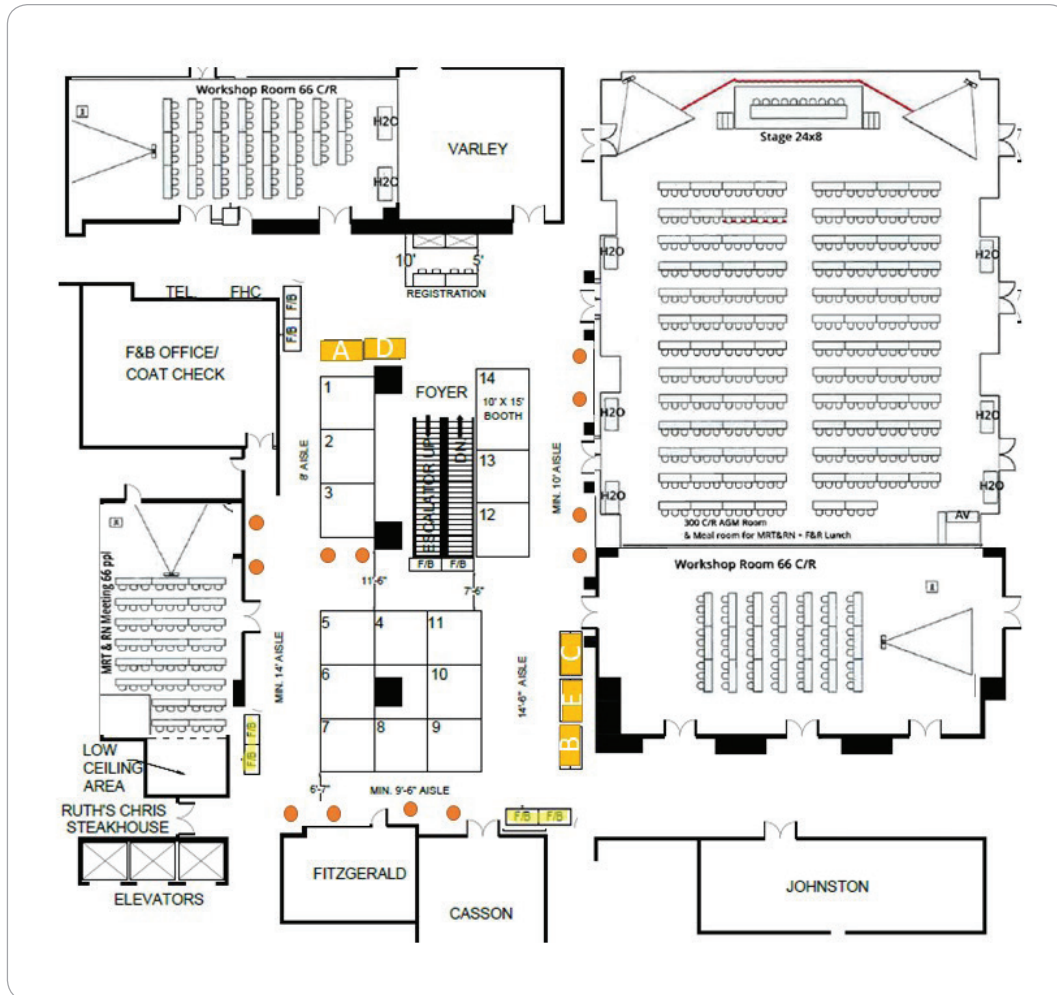 Workshop Room 66 C/R
H2O
H2O
VARLEY
Stage 24x8
10' 5'
REGISTRATION
H2O
H2O
TEL. FHC
F/B
F/B
F&B OFFICE/
COAT CHECK
A
D
FOYER
1
2
3
8' AISLE
ESCALATOR UP
DN
14
10' X 15'
BOOTH
13
12
MIN. 10' AISLE
H2O
H2O
H2O
H2O
AV
300 C/R AGM Room
& Meal room for MRT&RN + F&R Lunch
F/B F/B
11'-6"
7'-6"
Workshop Room 66 C/R
MRT & RN Meeting 66 ppl
MIN. 14' AISLE
5
4
11
6
10
7
8
9
14'-6" AISLE
C
E
B
F/B
F/B
LOW
CEILING
AREA
6'-7"
MIN. 9'-6" AISLE
F/B F/B
RUTH'S CHRIS
STEAKHOUSE
ELEVATORS
FITZGERALD
CASSON
JOHNSTON